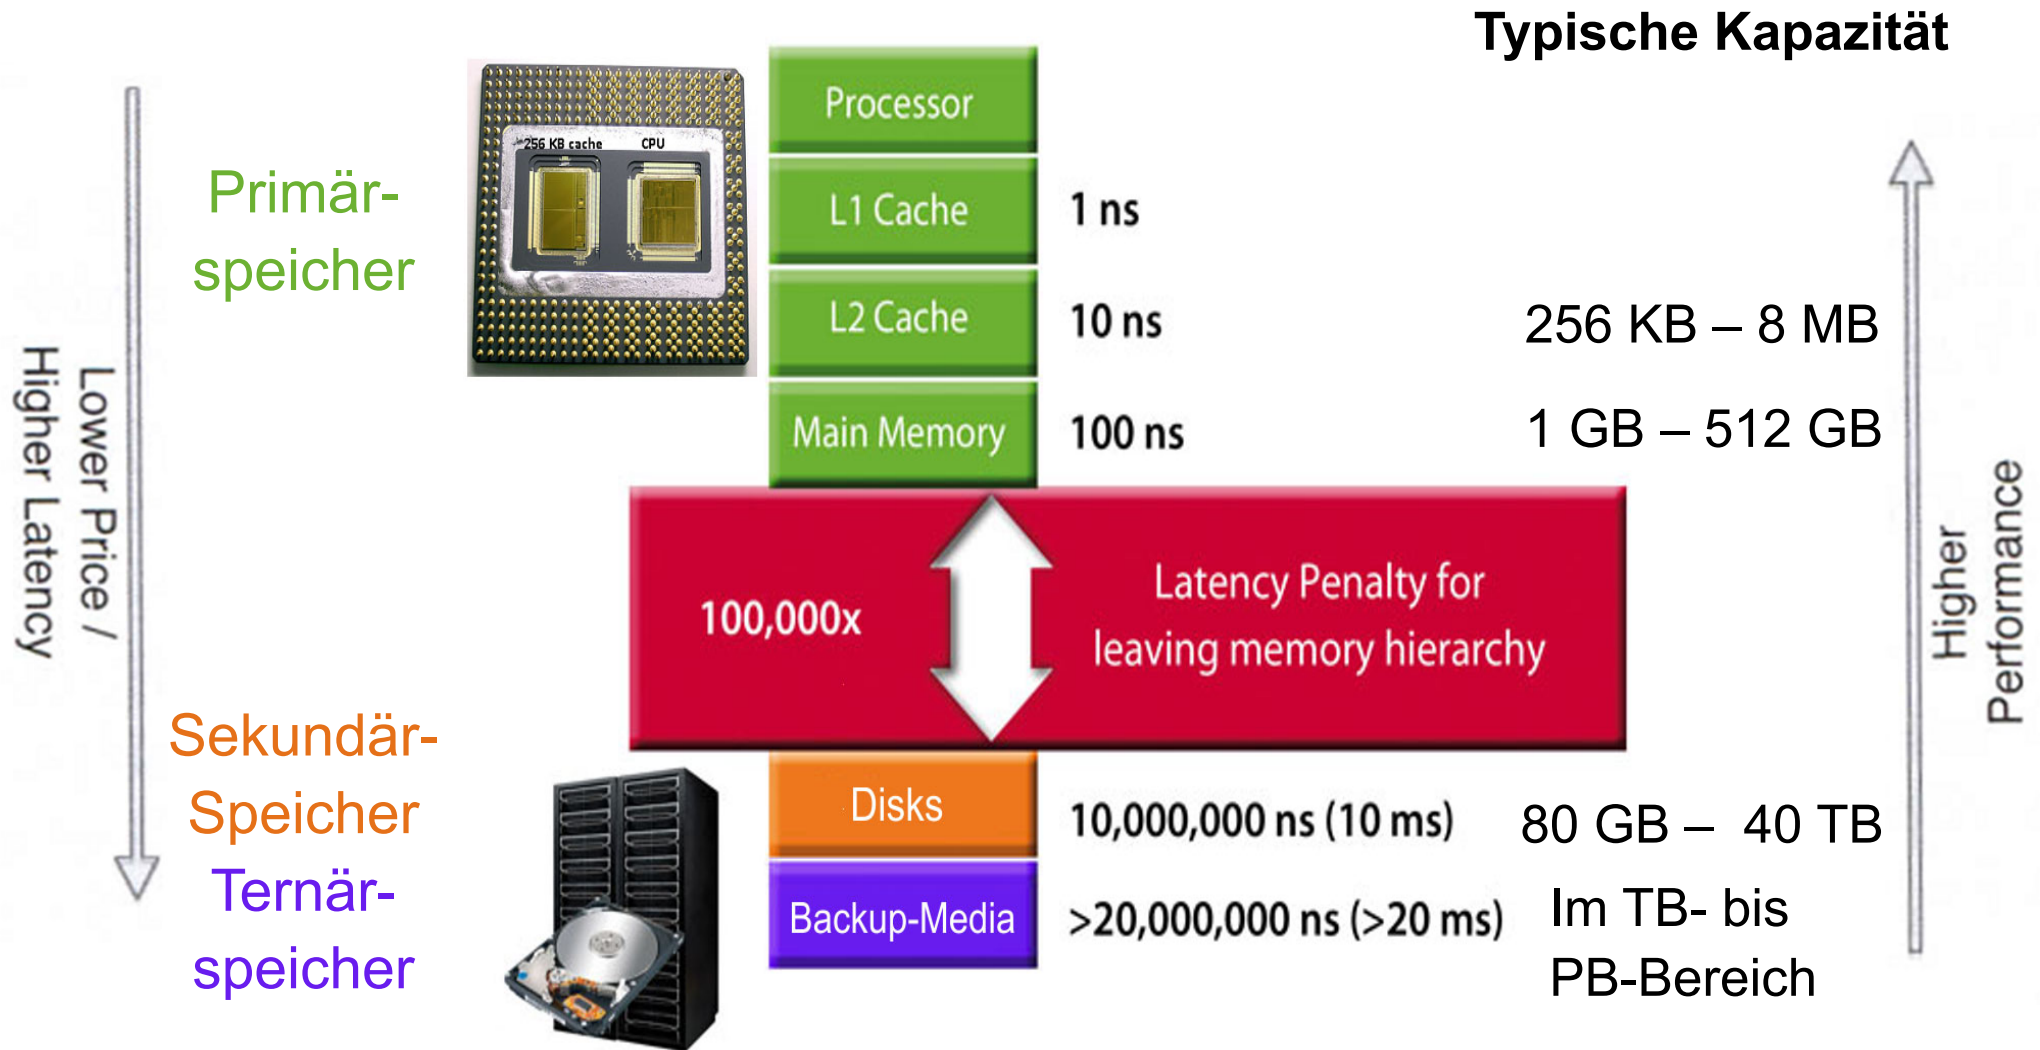 Typische Kapazität
Processor
256 KB cache
CPU
Primär-
speicher
L1 Cache
1 ns
L2 Cache
10 ns
256 KB – 8 MB
Main Memory
100 ns
1 GB – 512 GB
Lower Price /
Higher Latency
Higher
Performance
100,000x
Latency Penalty for
leaving memory hierarchy
Sekundär-
Speicher
Disks
10,000,000 ns (10 ms)
80 GB – 40 TB
Ternär-
speicher
Backup-Media
>20,000,000 ns (>20 ms)
Im TB- bis
PB-Bereich